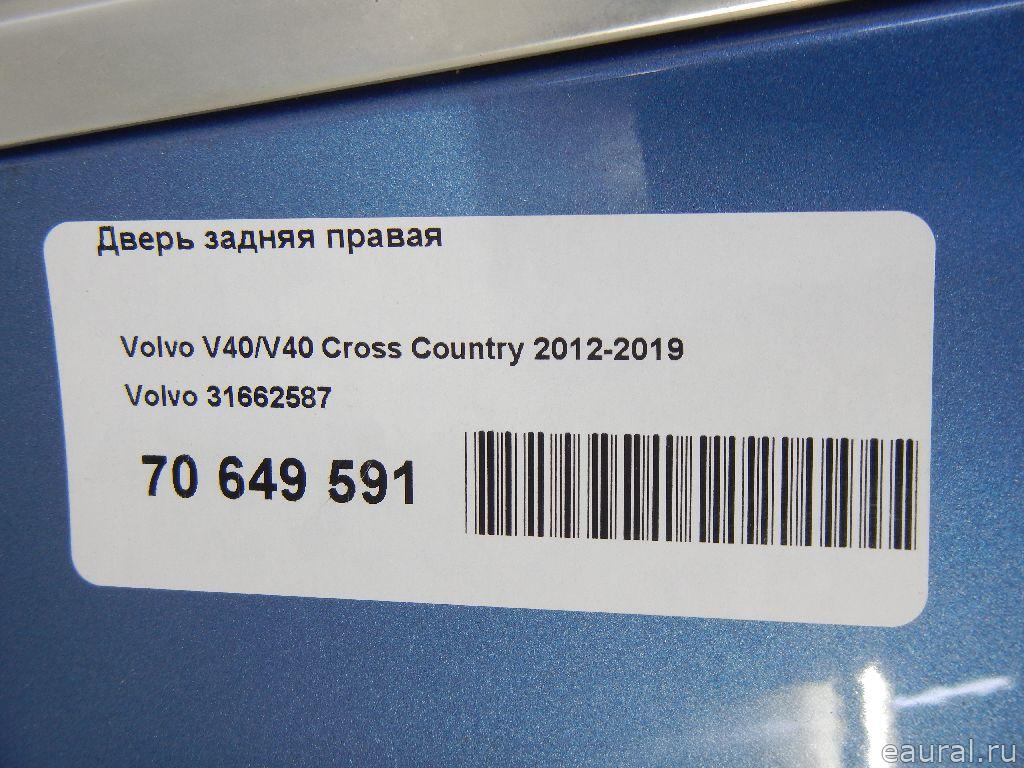 Дверь задняя правая
Volvo V40/V40 Cross Country 2012-2019
Volvo 31662587
70 649 591
eaural.ru